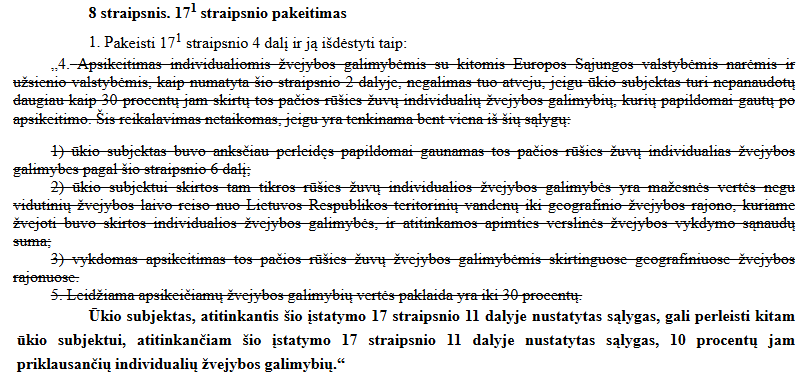 8 straipsnis. 17¹ straipsnio pakeitimas
1. Pakeisti 17¹ straipsnio 4 dalį ir ją išdėstyti taip:
„4. Apsikeitimas individualiomis žvejybos galimybėmis su kitomis Europos Sąjungos valstybėmis narėmis ir
užsienio valstybėmis, kaip numatyta šio straipsnio 2 dalyje, negalimas tuo atveju, jeigu ūkio subjektas turi nepanaudotų
daugiau kaip 30 procentų jam skirtų tos pačios rūšies žuvų individualių žvejybos galimybių, kurių papildomai gautų po
apsikeitimo. Šis reikalavimas netaikomas, jeigu yra tenkinama bent viena iš šių sąlygų:
1) ūkio subjektas buvo anksčiau perleidęs papildomai gaunamas tos pačios rūšies žuvų individualias žvejybos
galimybes pagal šio straipsnio 6 dalį;
2) ūkio subjektui skirtos tam tikros rūšies žuvų individualios žvejybos galimybės yra mažesnės vertės negu
vidutinių žvejybos laivo reiso nuo Lietuvos Respublikos teritorinių vandenų iki geografinio žvejybos rajono, kuriame
žvejoti buvo skirtos individualios žvejybos galimybės, ir atitinkamos apimties verslinės žvejybos vykdymo sąnaudų
suma;
3) vykdomas apsikeitimas tos pačios rūšies žuvų žvejybos galimybėmis skirtinguose geografiniuose žvejybos
rajonuose.
5. Leidžiama apsikeičiamų žvejybos galimybių vertės paklaida yra iki 30 procentų.
Ūkio subjektas, atitinkantis šio įstatymo 17 straipsnio 11 dalyje nustatytas sąlygas, gali perleisti kitam
ūkio subjektui, atitinkančiam šio įstatymo 17 straipsnio 11 dalyje nustatytas sąlygas, 10 procentų jam
priklausančių individualių žvejybos galimybių.“